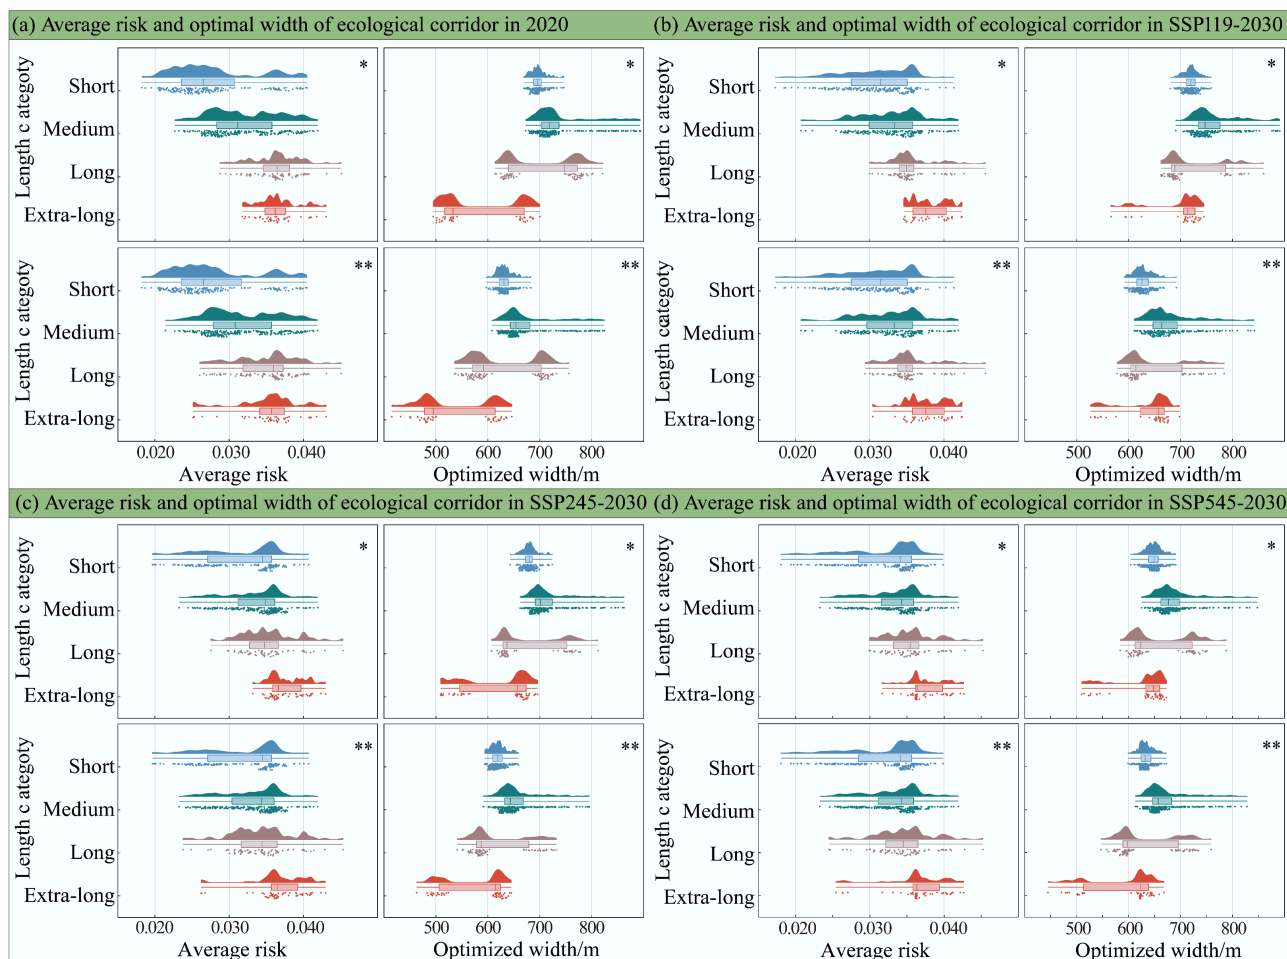 (a) Average risk and optimal width of ecological corridor in 2020
(b) Average risk and optimal width of ecological corridor in SSP119-2030
Length c ategoty
Short
Medium
Long
Extra-long
*
*
Length c ategoty
Short
Medium
Long
Extra-long
*
*
Length c ategoty
Short
Medium
Long
Extra-long
**
**
Length category
Short
Medium
Long
Extra-long
**
**
0.020 0.030 0.040
Average risk
500 600 700 800
Optimized width/m
0.020 0.030 0.040
Average risk
500 600 700 800
Optimized width/m
(c) Average risk and optimal width of ecological corridor in SSP245-2030
(d) Average risk and optimal width of ecological corridor in SSP545-2030
Length c ategoty
Short
Medium
Long
Extra-long
*
*
Length c ategoty
Short
Medium
Long
Extra-long
*
*
Length c ategoty
Short
Medium
Long
Extra-long
**
**
Length c ategoty
Short
Medium
Long
Extra-long
**
**
0.020 0.030 0.040
Average risk
500 600 700 800
Optimized width/m
0.020 0.030 0.040
Average risk
500 600 700 800
Optimized width/m